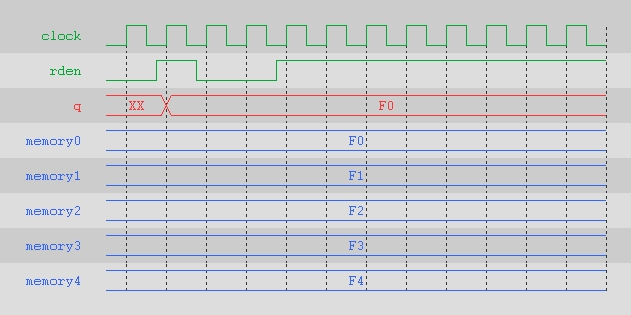 clock
rden
q XX F0
memory0 F0
memory1 F1
memory2 F2
memory3 F3
memory4 F4